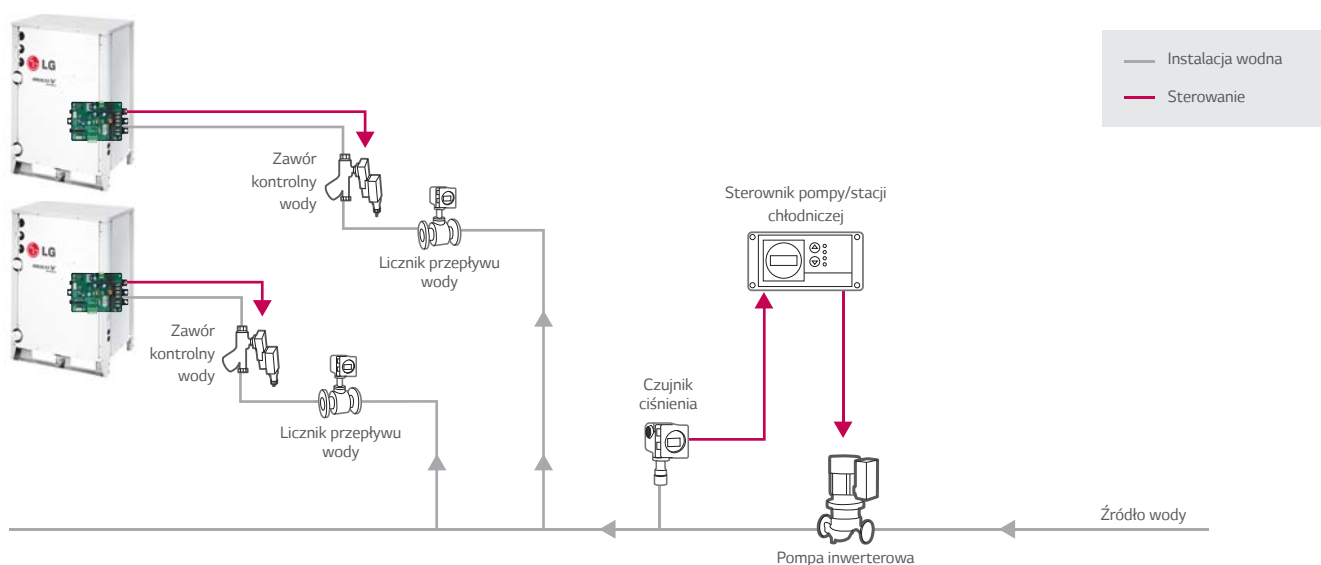 LG
Instalacja wodna
Sterowanie
Zawór
kontrolny
wody
Sterownik pompy/stacji
chłodniczej
Licznik przepływu
wody
LG
Zawór
kontrolny
wody
Licznik przepływu
wody
Czujnik
ciśnienia
Źródło wody
Pompa inwerterowa